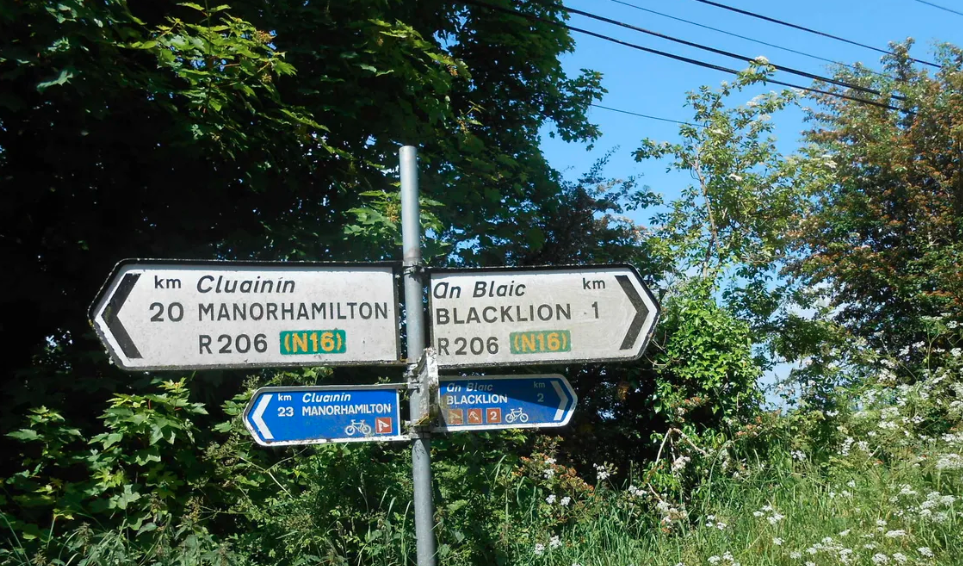 km Cluainín
20 MANORHAMILTON
R206 (N16)
An Blaic km
BLACKLION 1
R206 (N16)
km Cluainín
23 MANORHAMILTON
An Blaic km
BLACKLION 2
2